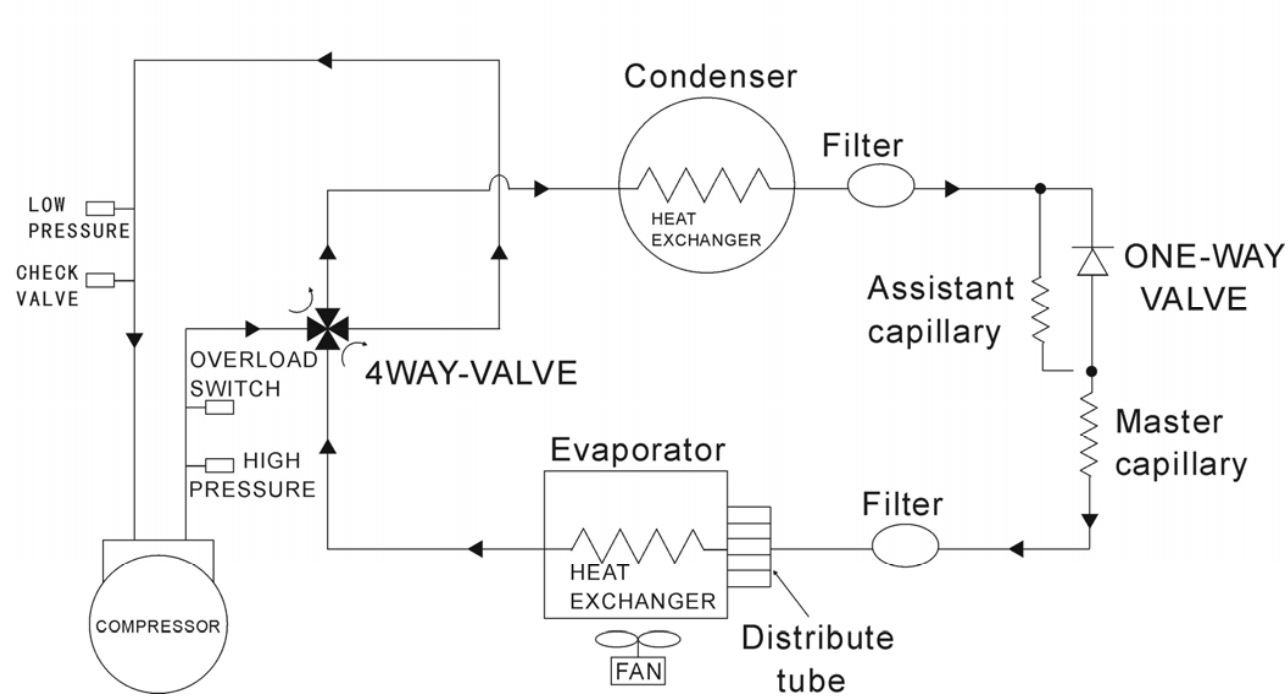 Condenser
Filter
HEAT
EXCHANGER
LOW
PRESSURE
CHECK
VALVE
ONE-WAY
VALVE
Assistant
capillary
OVERLOAD
SWITCH
4WAY-VALVE
HIGH
PRESSURE
Master
capillary
Evaporator
Filter
HEAT
EXCHANGER
COMPRESSOR
FAN
Distribute
tube